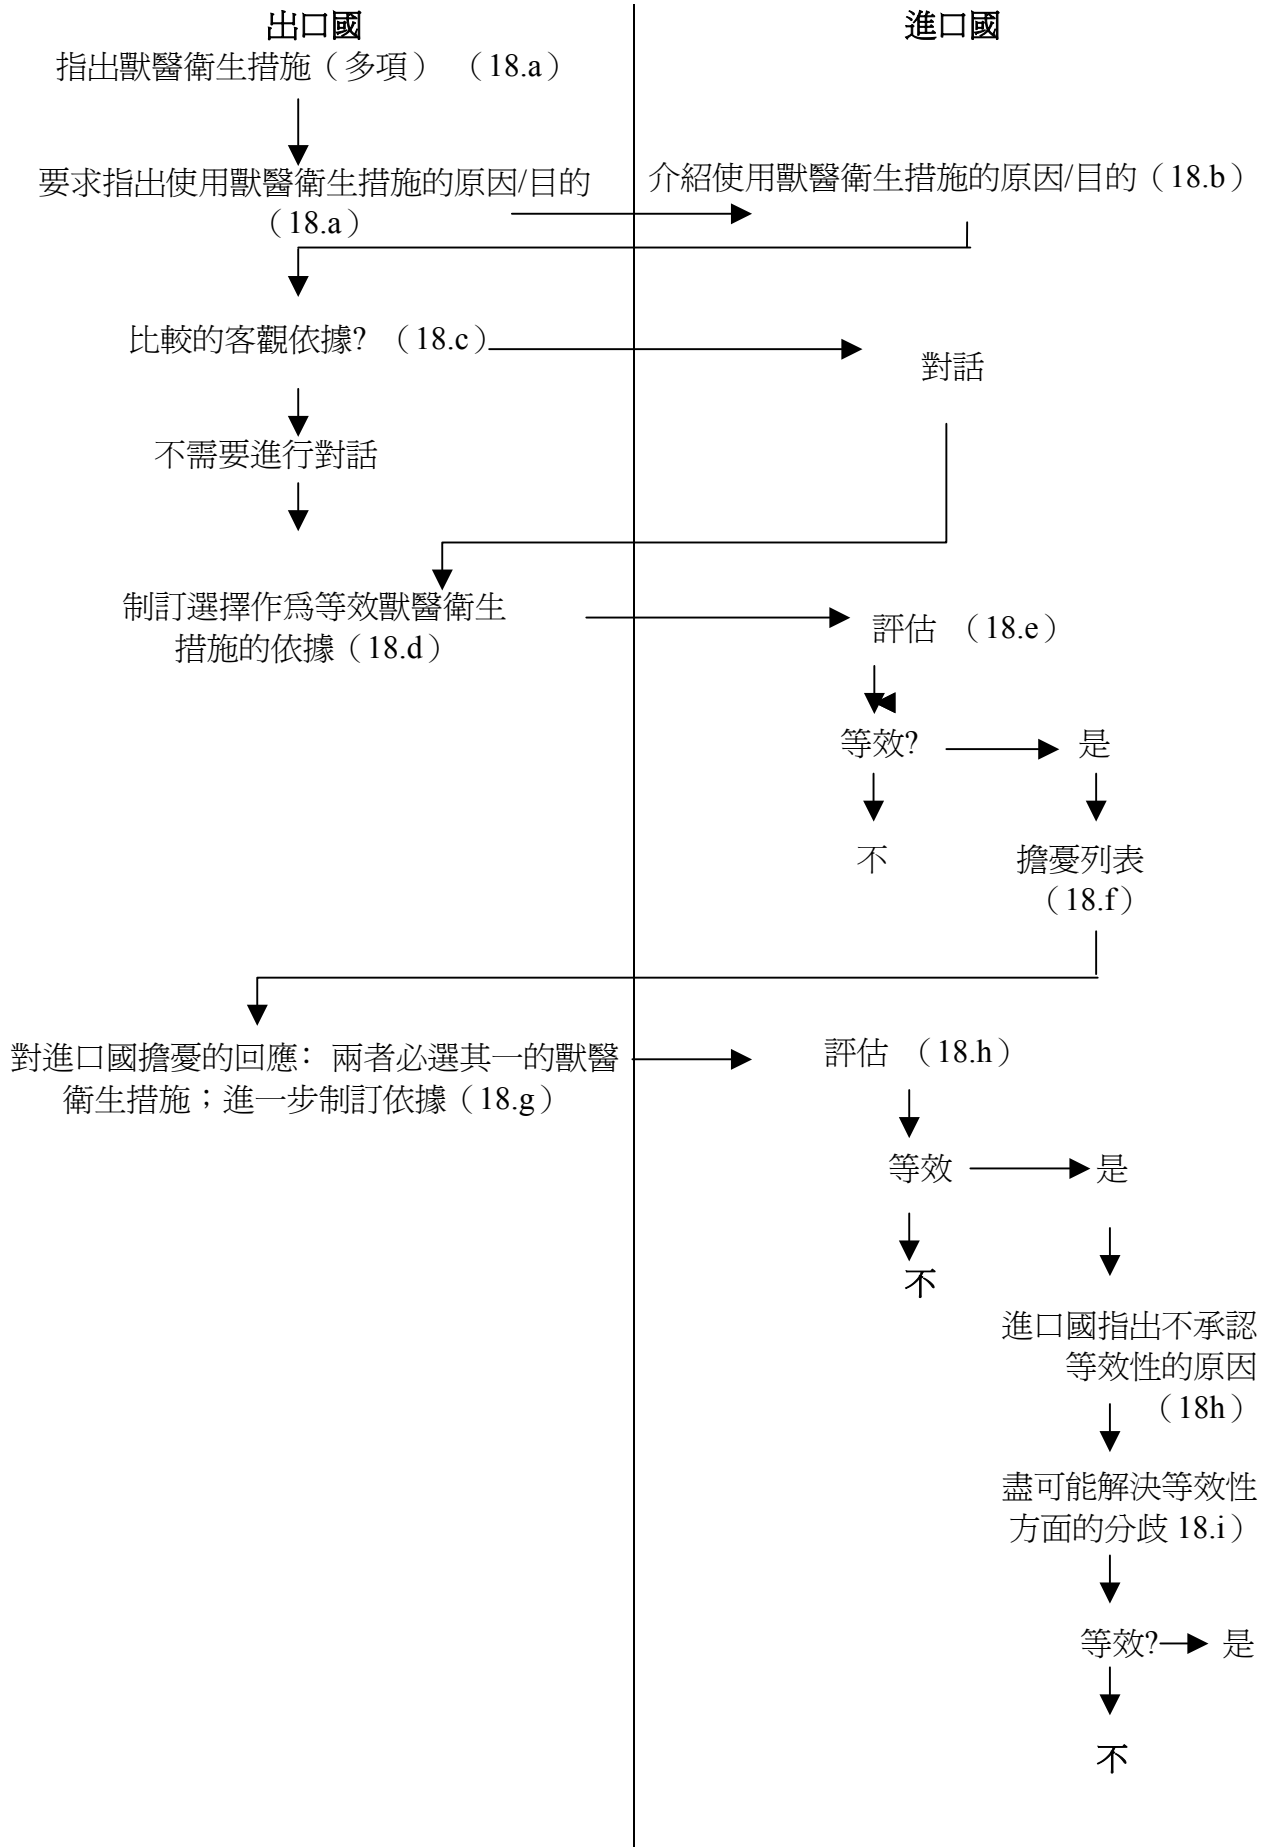 出口國
進口國
指出獸醫衛生措施（多項） （18.a）
要求指出使用獸醫衛生措施的原因/目的
（18.a）
介紹使用獸醫衛生措施的原因/目的（18.b）
比較的客觀依據? （18.c）
對話
不需要進行對話
制訂選擇作爲等效獸醫衛生
措施的依據（18.d）
評估 （18.e）
等效?
是
不
擔憂列表
（18.f）
對進口國擔憂的回應：兩者必選其一的獸醫
衛生措施；進一步制訂依據（18.g）
評估 （18.h）
等效
是
不
進口國指出不承認
等效性的原因
（18h）
盡可能解決等效性
方面的分歧 18.i）
等效?
是
不